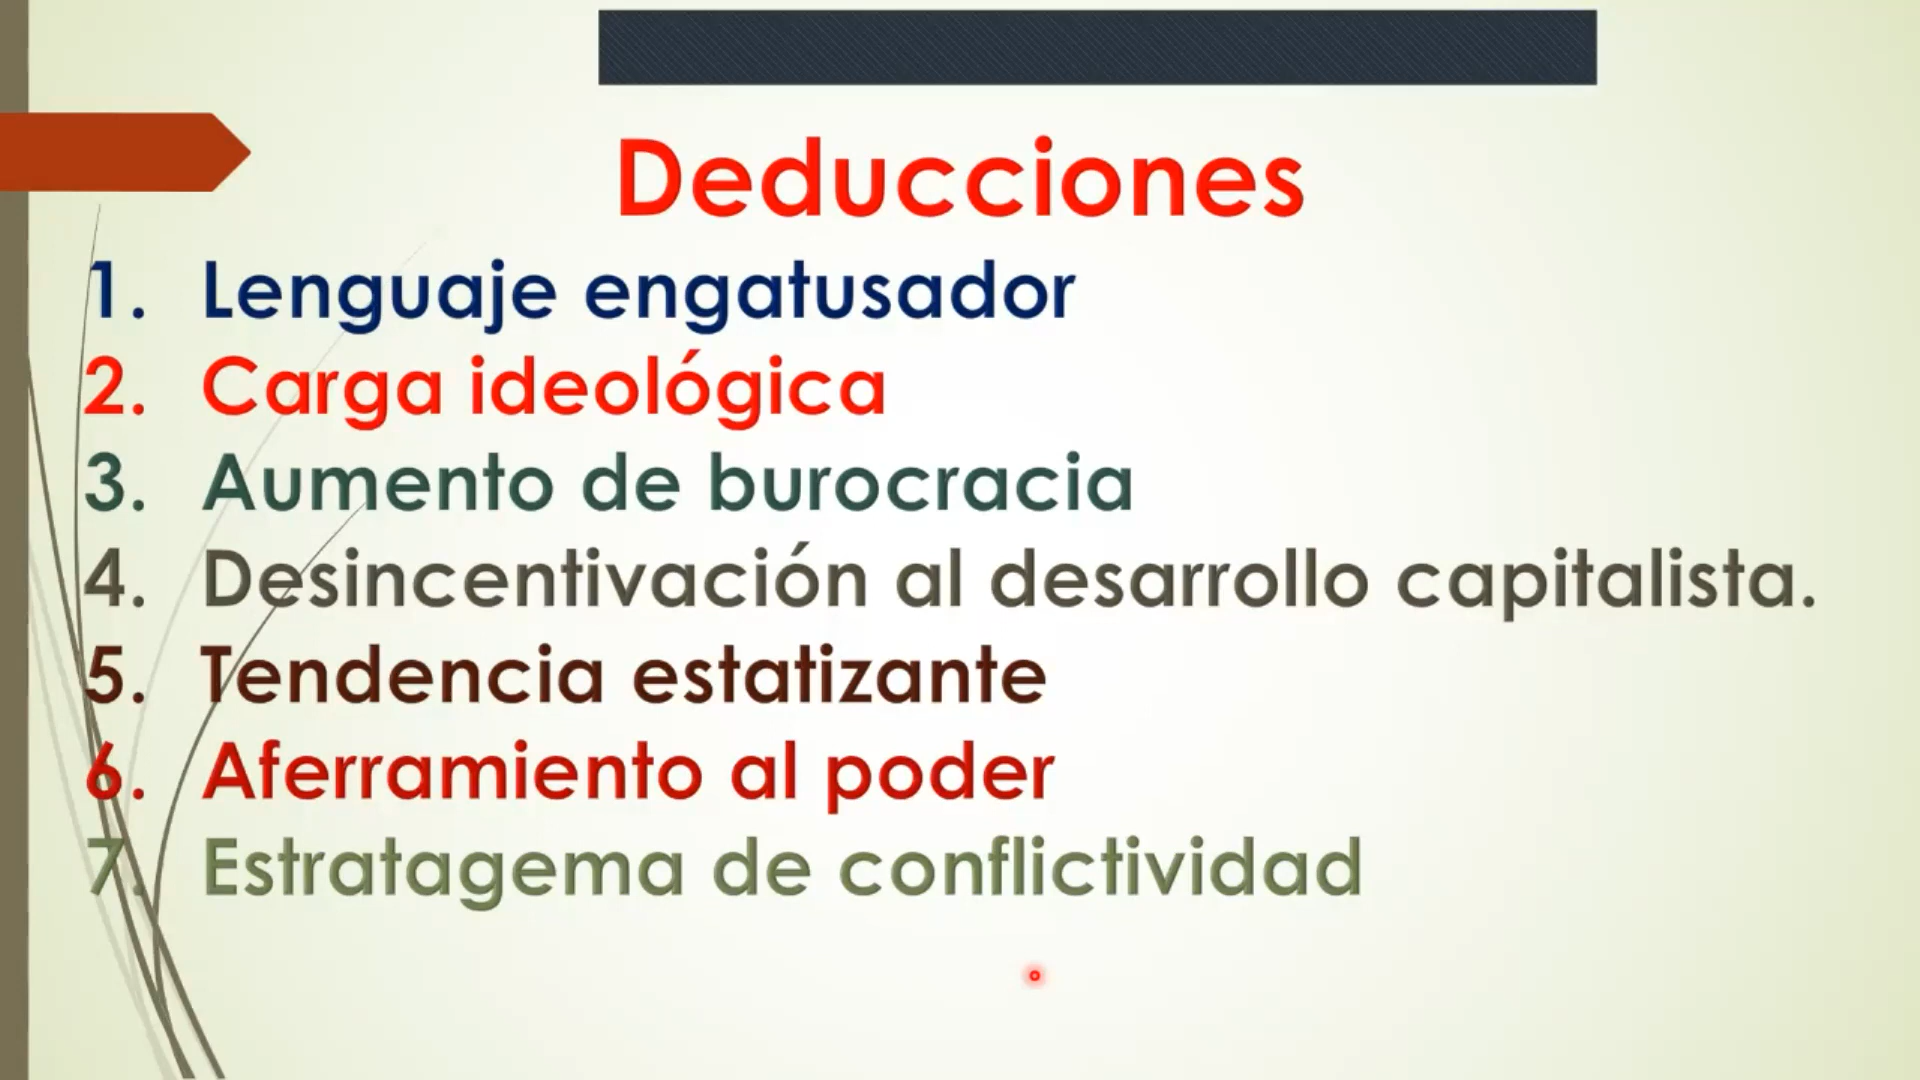 Deducciones
1. Lenguaje engatusador
2. Carga ideológica
3. Aumento de burocracia
4. Desincentivación al desarrollo capitalista.
5. Tendencia estatizante
6. Aferramiento al poder
7. Estratagema de conflictividad